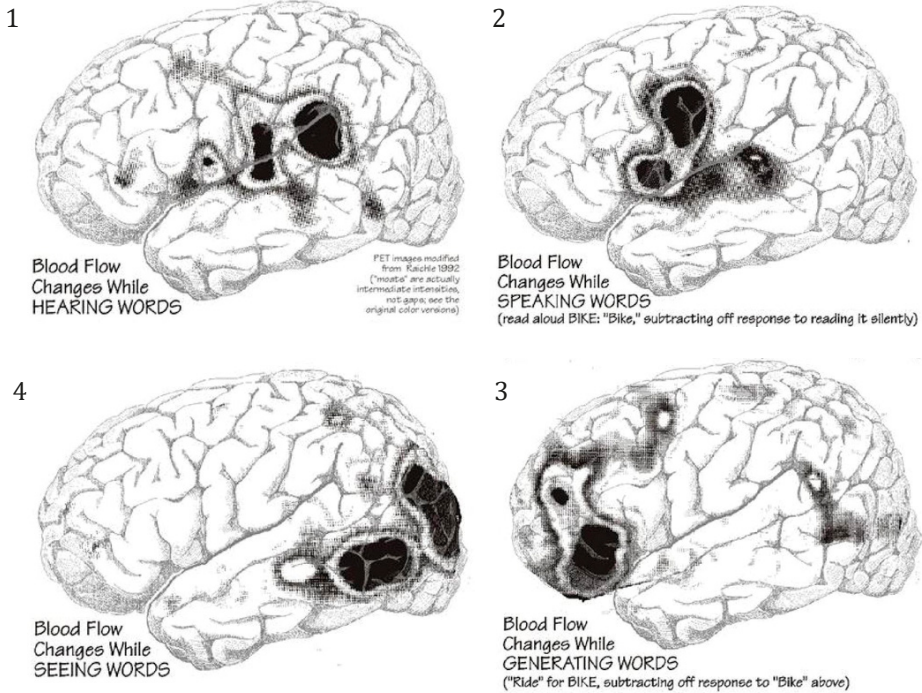 1
Blood Flow
Changes While
HEARING WORDS
PET images modified
from Raichle 1992
("moats" are actually
intermediate intensities,
not gaps; see the
original color versions)
2
Blood Flow
Changes While
SPEAKING WORDS
(read aloud BIKE: "Bike," subtracting off response to reading it silently)
4
Blood Flow
Changes While
SEEING WORDS
3
Blood Flow
Changes While
GENERATING WORDS
("Ride" for BIKE, subtracting off response to "Bike" above)